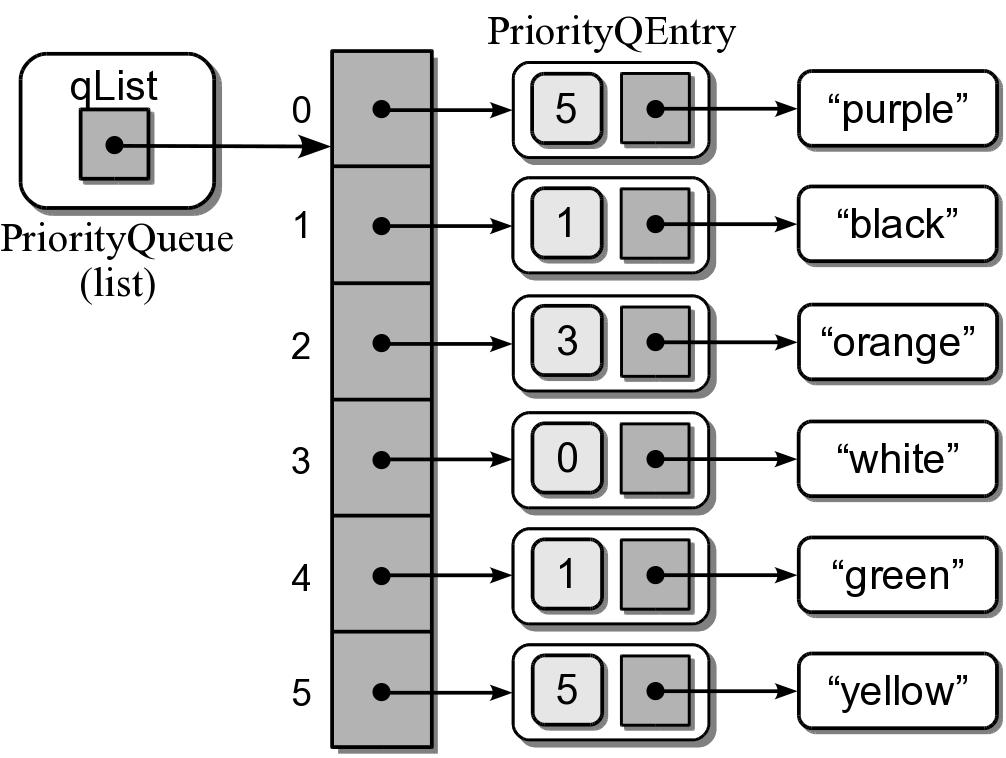 PriorityQEntry
qList
PriorityQueue
(list)
0 5 “purple”
1 1 “black”
2 3 “orange”
3 0 “white”
4 1 “green”
5 5 “yellow”